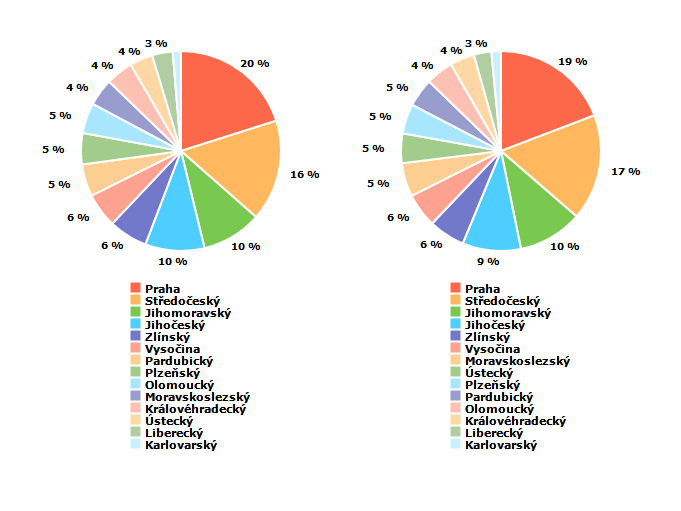 3 %
4 %
4 %
4 %
5 %
5 %
5 %
6 %
6 %
10 %
10 %
16 %
20 %
Praha
Středočeský
Jihomoravský
Jihočeský
Zlínský
Vysočina
Pardubický
Plzeňský
Olomoucký
Moravskoslezský
Královéhradecký
Ústecký
Liberecký
Karlovarský
3 %
4 %
4 %
5 %
5 %
5 %
5 %
6 %
6 %
9 %
10 %
17 %
19 %
Praha
Středočeský
Jihomoravský
Jihočeský
Zlínský
Vysočina
Moravskoslezský
Ústecký
Plzeňský
Pardubický
Olomoucký
Královéhradecký
Liberecký
Karlovarský